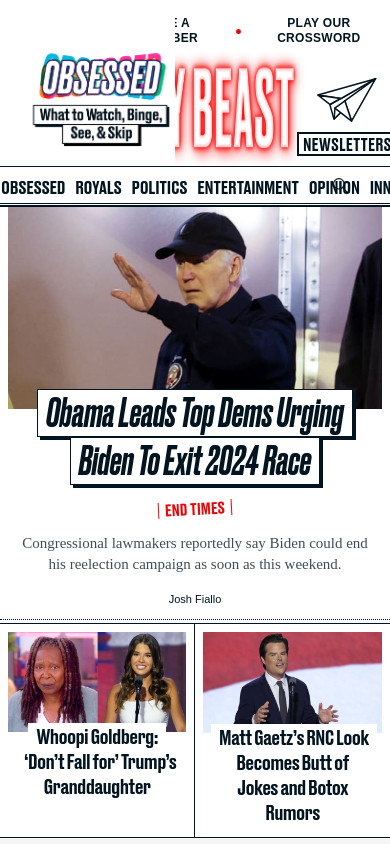 E A
BER
PLAY OUR
CROSSWORD
OBSESSED
What to Watch, Binge,
See, & Skip
Y BEAST
NEWSLETTERS
OBSESSED ROYALS POLITICS ENTERTAINMENT OPINION INN
Obama Leads Top Dems Urging
Biden To Exit 2024 Race
END TIMES
Congressional lawmakers reportedly say Biden could end
his reelection campaign as soon as this weekend.
Josh Fiallo
Whoopi Goldberg:
‘Don’t Fall for’ Trump’s
Granddaughter
Matt Gaetz’s RNC Look
Becomes Butt of
Jokes and Botox
Rumors